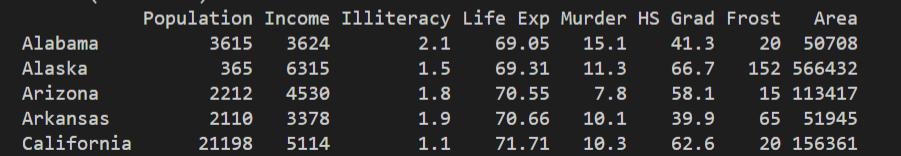 Population Income Illiteracy Life Exp Murder HS Grad Frost Area
Alabama 3615 3624 2.1 69.05 15.1 41.3 20 50708
Alaska 365 6315 1.5 69.31 11.3 66.7 152 566432
Arizona 2212 4530 1.8 70.55 7.8 58.1 15 113417
Arkansas 2110 3378 1.9 70.66 10.1 39.9 65 51945
California 21198 5114 1.1 71.71 10.3 62.6 20 156361